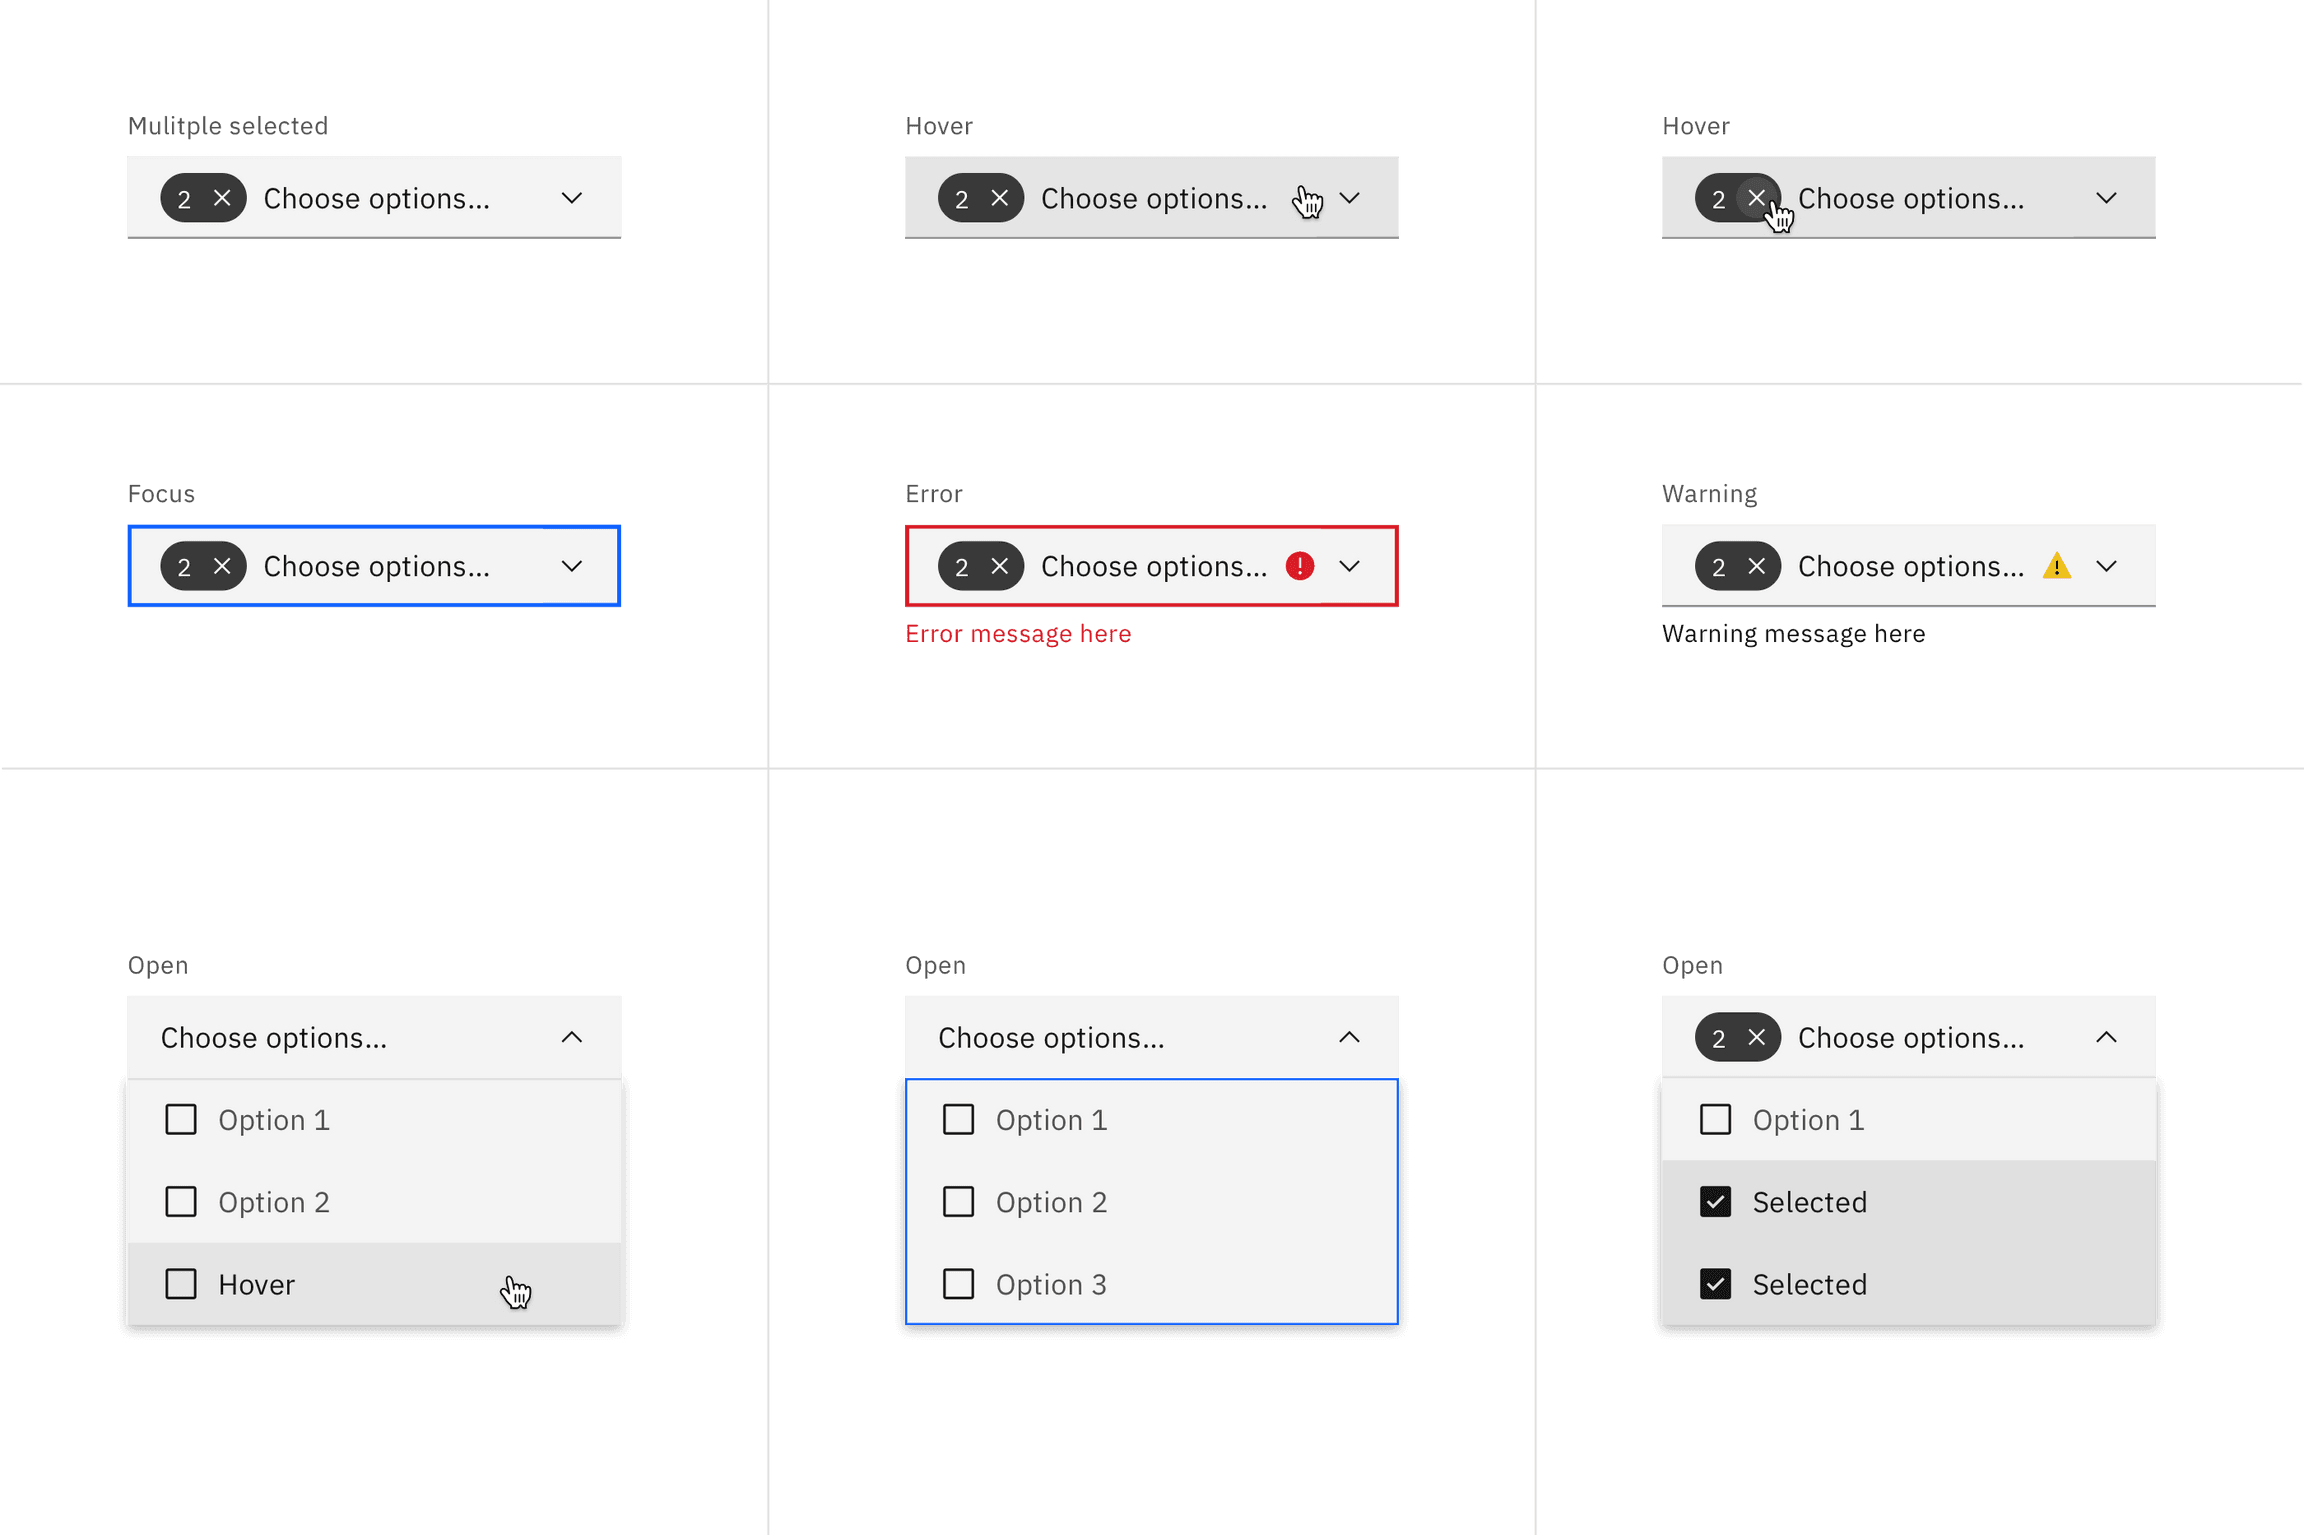 Mulitple selected
2 Choose options...
Hover
2 Choose options...
Hover
2 Choose options...
Focus
2 Choose options...
Error
2 Choose options...
Error message here
Warning
2 Choose options...
Warning message here
Open
Choose options...
Option 1
Option 2
Hover
Open
Choose options...
Option 1
Option 2
Option 3
Open
2 Choose options...
Option 1
Selected
Selected